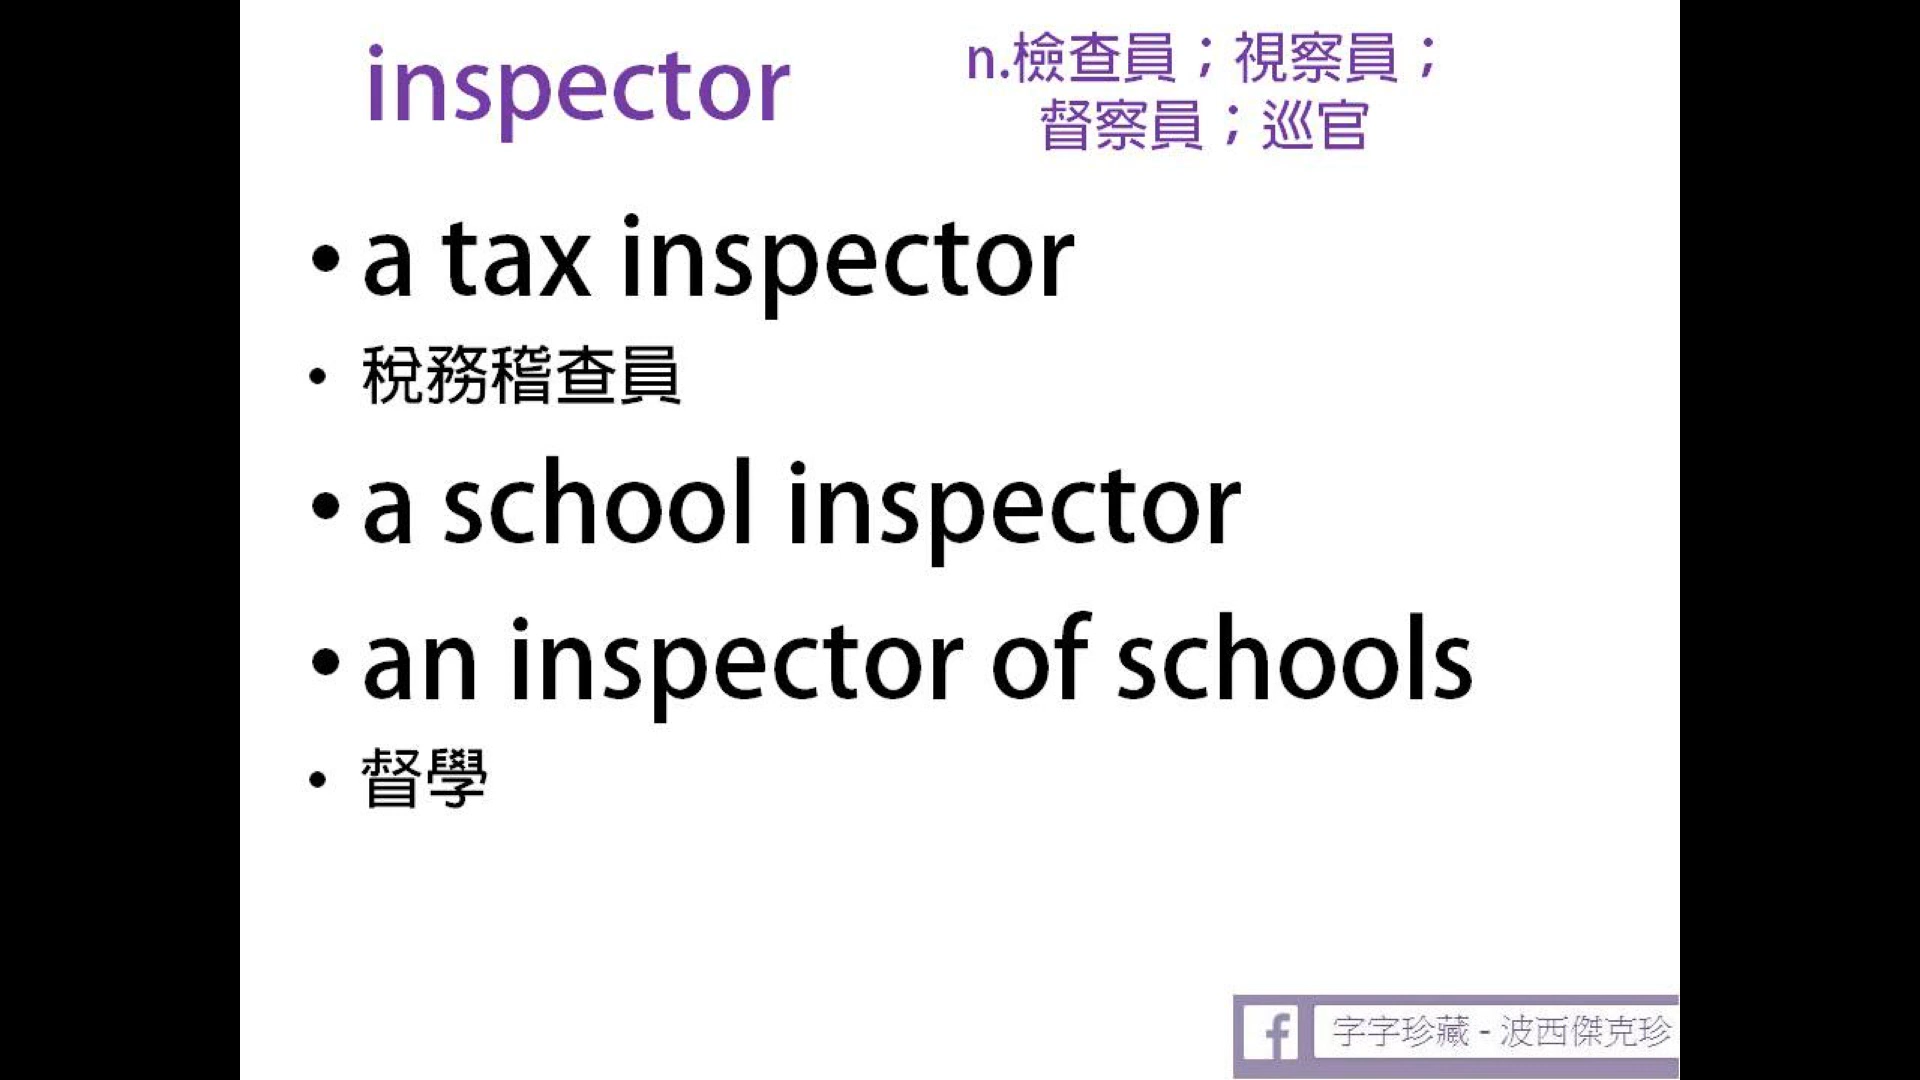 inspector
n.檢查員；視察員；
督察員；巡官
• a tax inspector
• 稅務稽查員
• a school inspector
• an inspector of schools
• 督學
f 字字珍藏 - 波西傑克珍